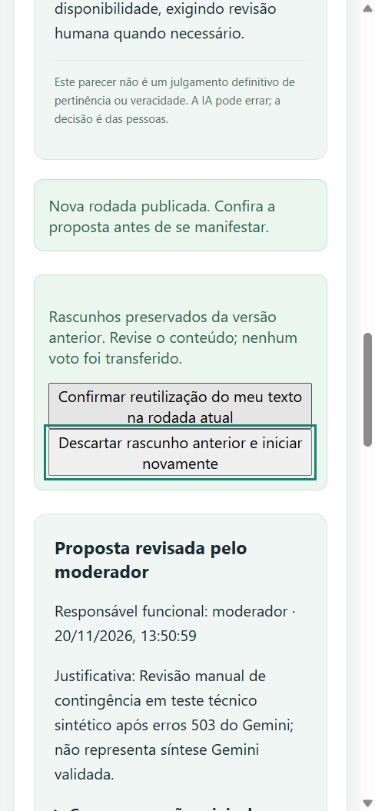 disponibilidade, exigindo revisão
humana quando necessário.
Este parecer não é um julgamento definitivo de
pertinência ou veracidade. A IA pode errar; a
decisão é das pessoas.
Nova rodada publicada. Confira a
proposta antes de se manifestar.
Rascunhos preservados da versão
anterior. Revise o conteúdo; nenhum
voto foi transferido.
Confirmar reutilização do meu texto
na rodada atual
Descartar rascunho anterior e iniciar
novamente
Proposta revisada pelo
moderador
Responsável funcional: moderador ·
20/11/2026, 13:50:59
Justificativa: Revisão manual de
contingência em teste técnico
sintético após erros 503 do Gemini;
não representa síntese Gemini
validada.